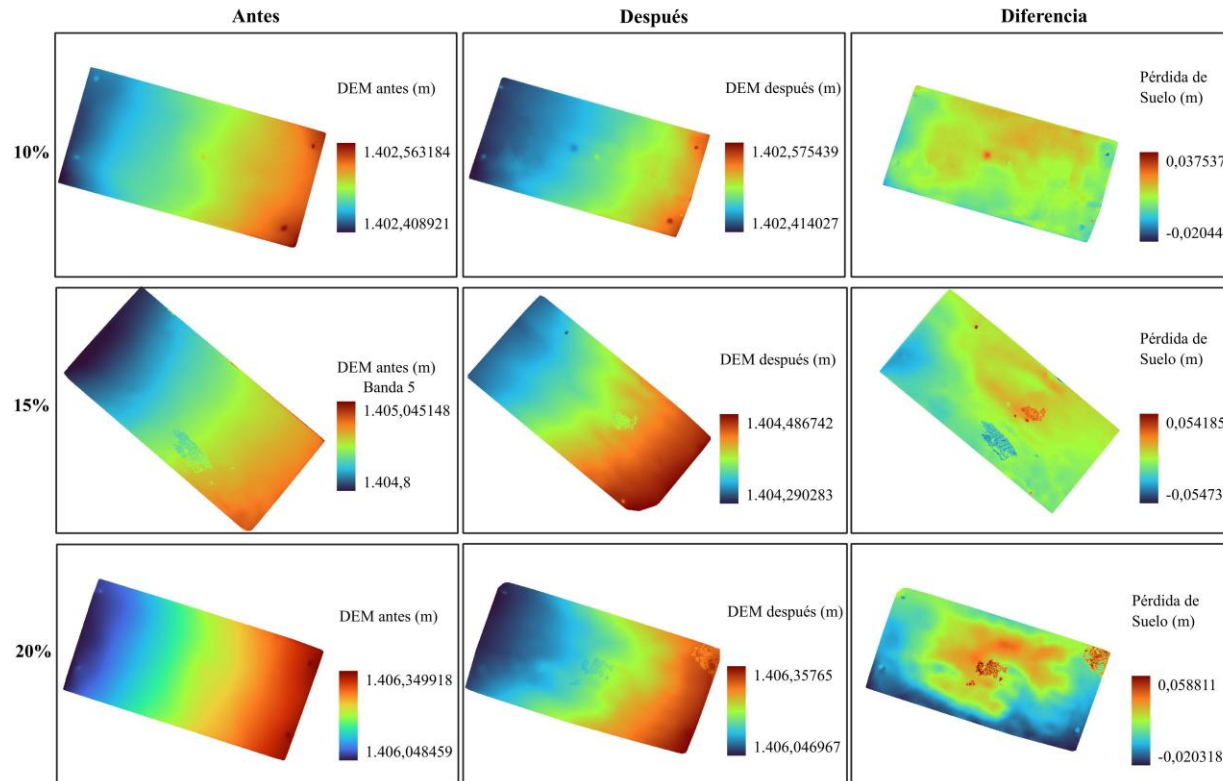 Antes
Después
Diferencia
10%
DEM antes (m)
1.402,563184
1.402,408921
DEM después (m)
1.402,575439
1.402,414027
Pérdida de
Suelo (m)
0,037537
-0,02044
15%
DEM antes (m)
Banda 5
1.405,045148
1.404,8
DEM después (m)
1.404,486742
1.404,290283
Pérdida de
Suelo (m)
0,054185
-0,05473
20%
DEM antes (m)
1.406,349918
1.406,048459
DEM después (m)
1.406,35765
1.406,046967
Pérdida de
Suelo (m)
0,058811
-0,020318